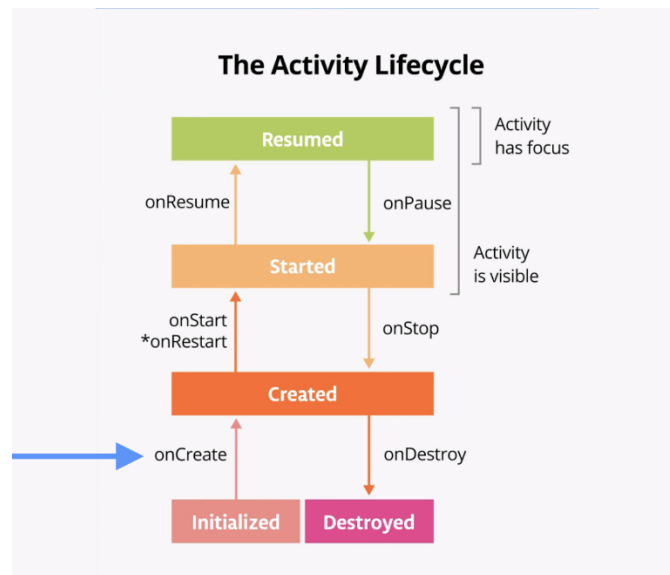 The Activity Lifecycle
Resumed
Activity
has focus
onResume
onPause
Started
Activity
is visible
onStart
*onRestart
onStop
Created
onCreate
onDestroy
Initialized
Destroyed